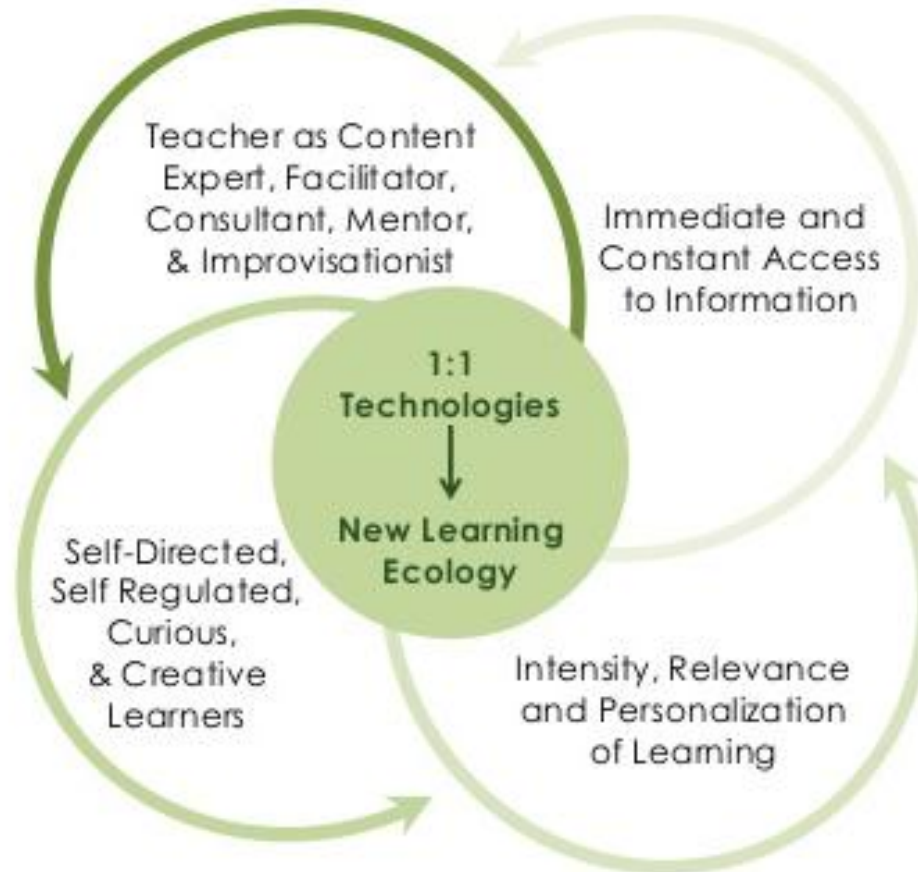 Teacher as Content
Expert, Facilitator,
Consultant, Mentor,
& Improvisationist
Immediate and
Constant Access
to Information
1:1
Technologies
New Learning
Ecology
Self-Directed,
Self Regulated,
Curious,
& Creative
Learners
Intensity, Relevance
and Personalization
of Learning